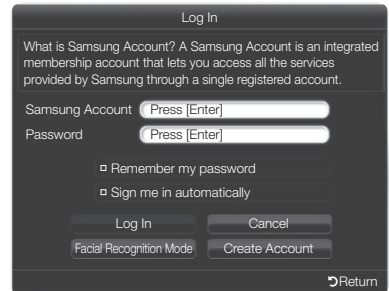 Log In
What is Samsung Account? A Samsung Account is an integrated
membership account that lets you access all the services
provided by Samsung through a single registered account.
Samsung Account Press [Enter]
Password Press [Enter]
Remember my password
Sign me in automatically
Log In Cancel
Facial Recognition Mode Create Account
Return